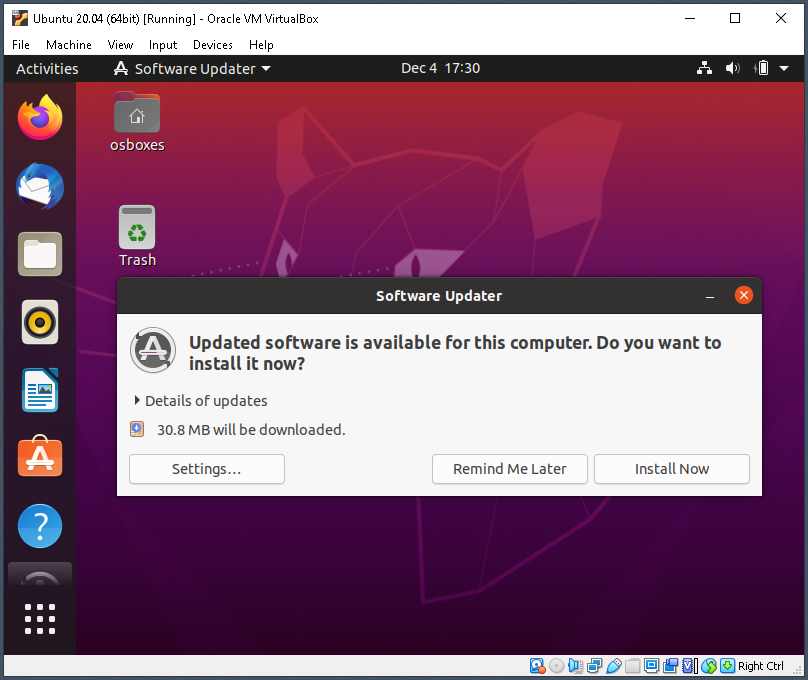 Ubuntu 20.04 (64bit) [Running] - Oracle VM VirtualBox
File Machine View Input Devices Help
Activities Software Updater Dec 4 17:30
osboxes
Trash
Software Updater
Updated software is available for this computer. Do you want to
install it now?
Details of updates
30.8 MB will be downloaded.
Settings… Remind Me Later Install Now
Right Ctrl